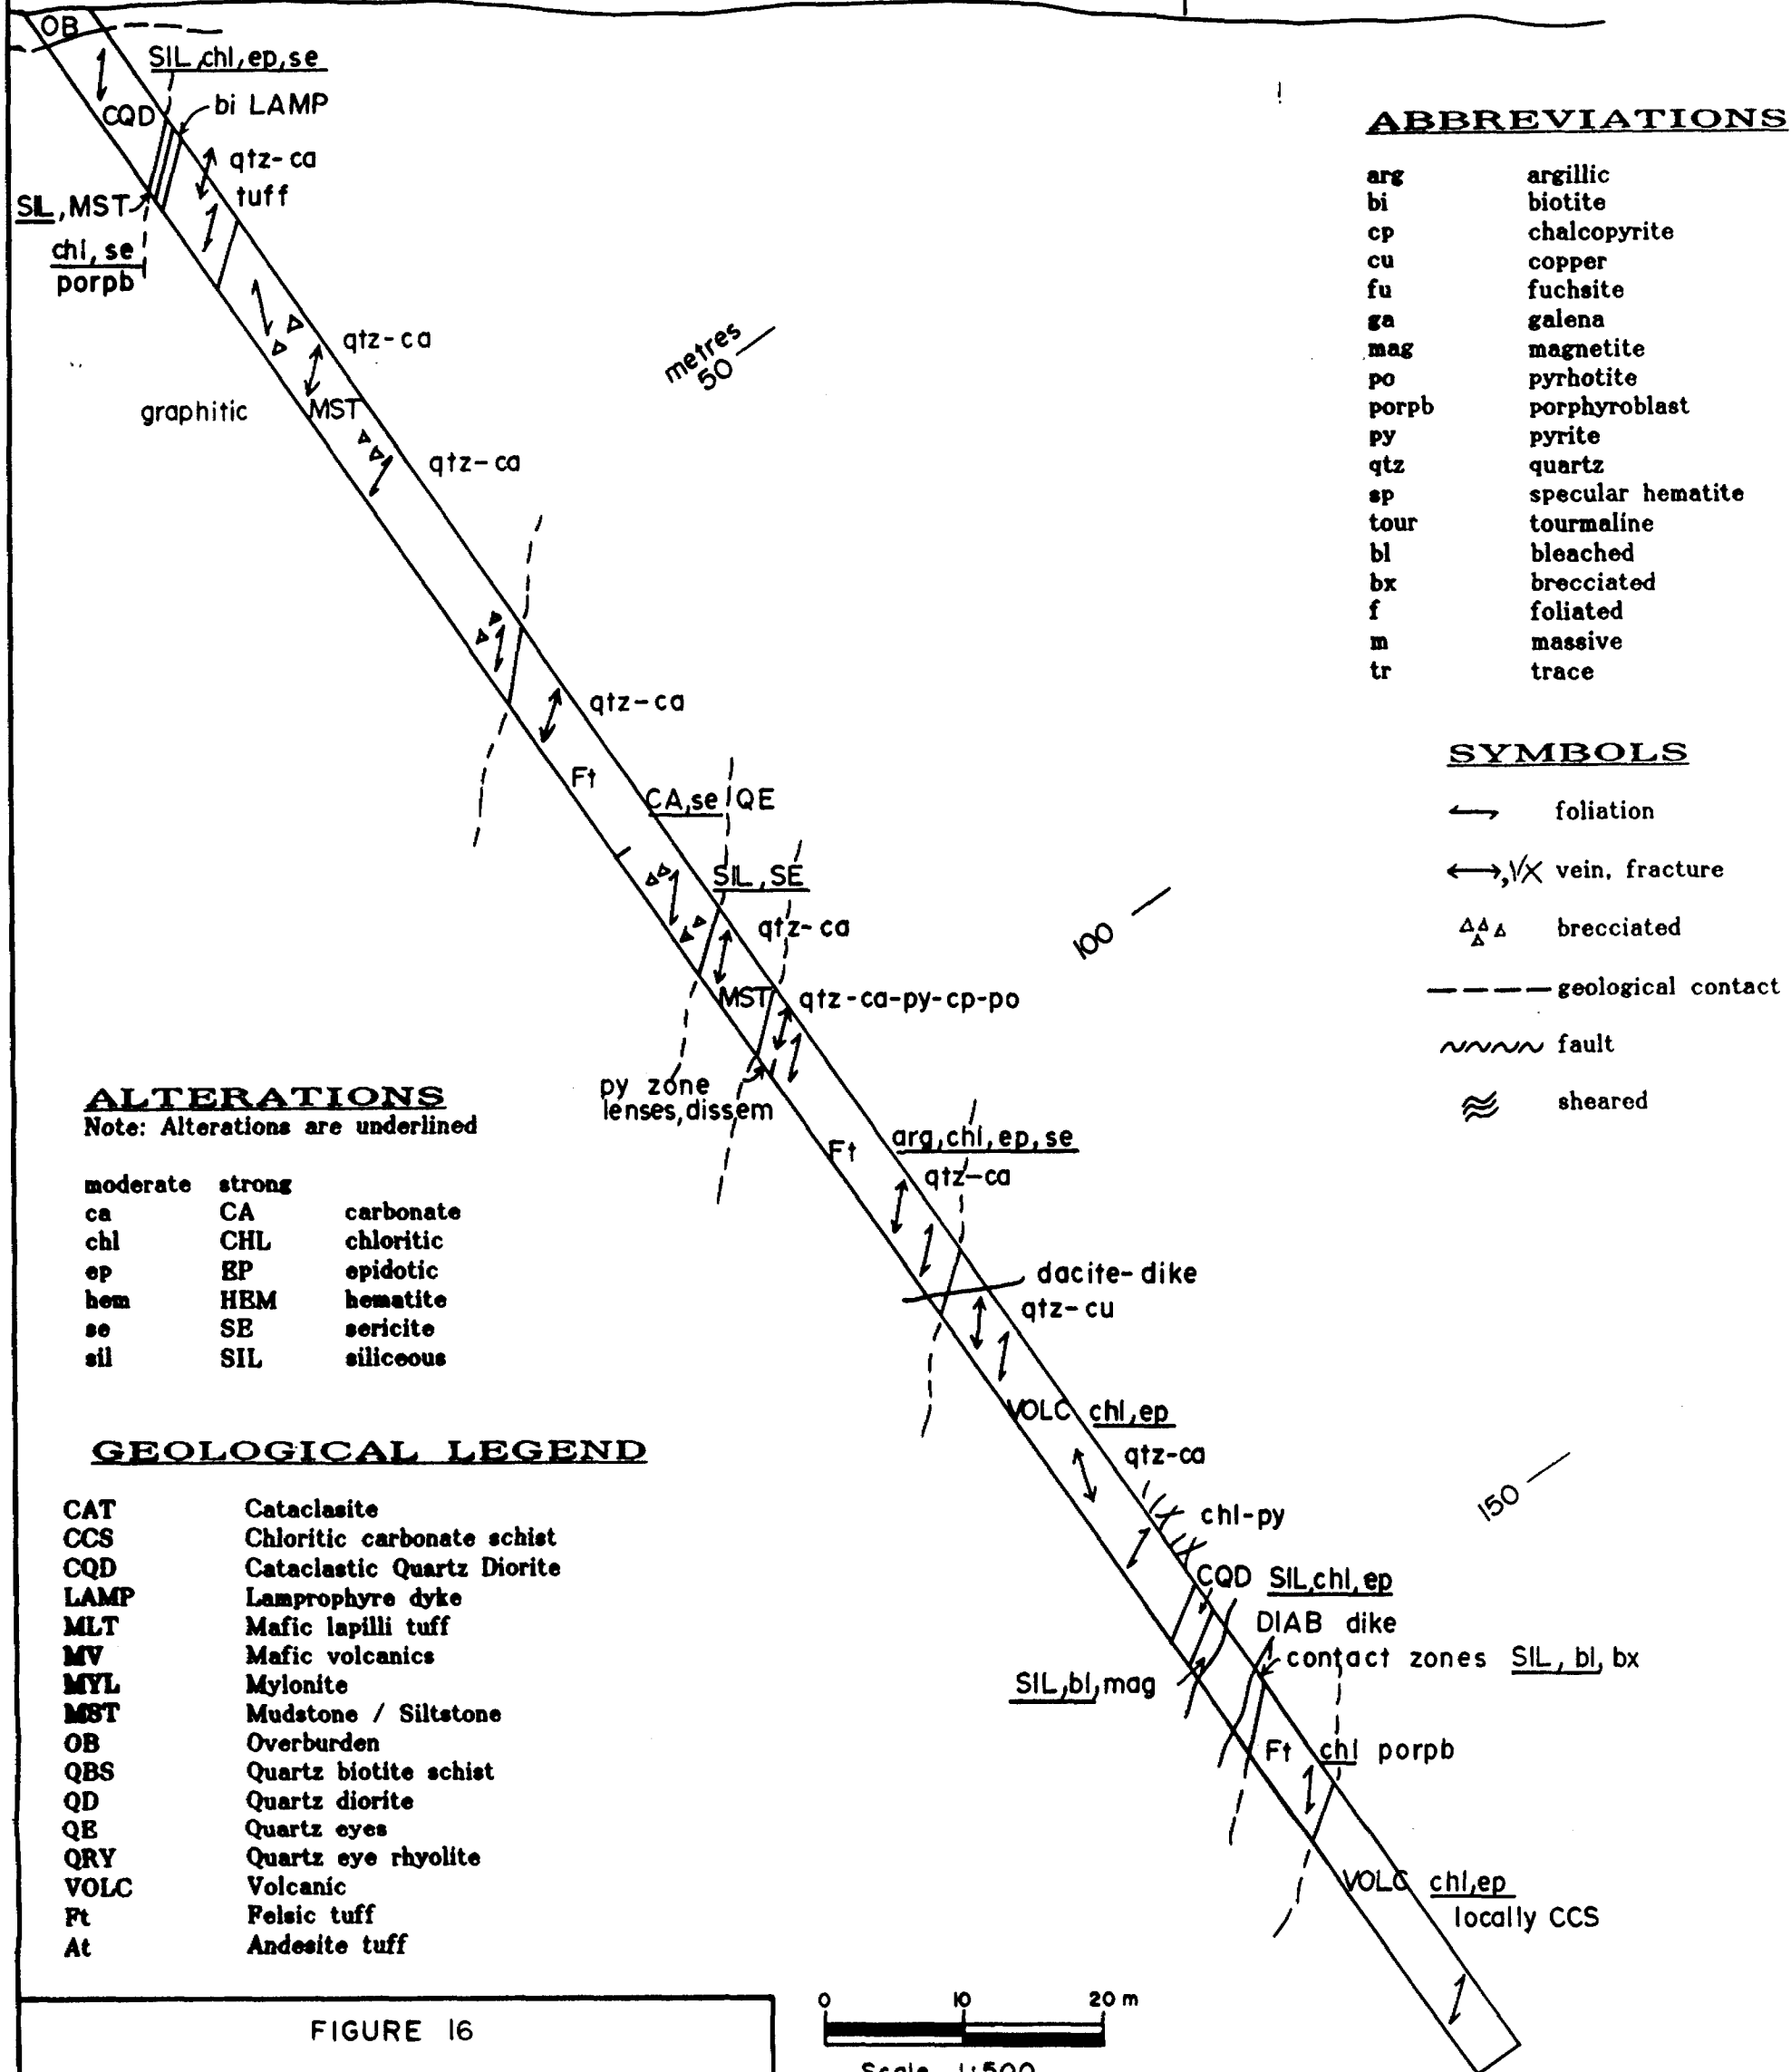 OB
SIL,chl,ep,se
CQD
bi LAMP
qtz-ca
tuff
SIL,MST
chl,se
porpb
qtz-ca
graphitic
MST
qtz-ca
metres
50
qtz-ca
Ft
CA,se QE
SIL,SE
qtz-ca
100
MST
qtz-ca-py-cp-po
py zone
lenses,dissem
Ft
arg,chl,ep,se
qtz-ca
dacite-dike
qtz-cu
VOLC chl,ep
qtz-ca
150
chl-py
CQD SIL,chl,ep
DIAB dike
contact zones SIL, bl, bx
SIL,bl,mag
Ft chl porpb
VOLC chl,ep
locally CCS
ABBREVIATIONS
arg argillic
bi biotite
cp chalcopyrite
cu copper
fu fuchsite
ga galena
mag magnetite
po pyrhotite
porpb porphyroblast
py pyrite
qtz quartz
sp specular hematite
tour tourmaline
bl bleached
bx brecciated
f foliated
m massive
tr trace
SYMBOLS
foliation
vein, fracture
brecciated
geological contact
fault
sheared
ALTERATIONS
Note: Alterations are underlined
moderate strong
ca CA carbonate
chl CHL chloritic
ep EP epidotic
hem HEM hematite
se SE sericite
sil SIL siliceous
GEOLOGICAL LEGEND
CAT Cataclasite
CCS Chloritic carbonate schist
CQD Cataclastic Quartz Diorite
LAMP Lamprophyre dyke
MLT Mafic lapilli tuff
MV Mafic volcanics
MYL Mylonite
MST Mudstone / Siltstone
OB Overburden
QBS Quartz biotite schist
QD Quartz diorite
QE Quartz eyes
QRY Quartz eye rhyolite
VOLC Volcanic
Ft Felsic tuff
At Andesite tuff
FIGURE 16
0 10 20 m
Scale 1:500